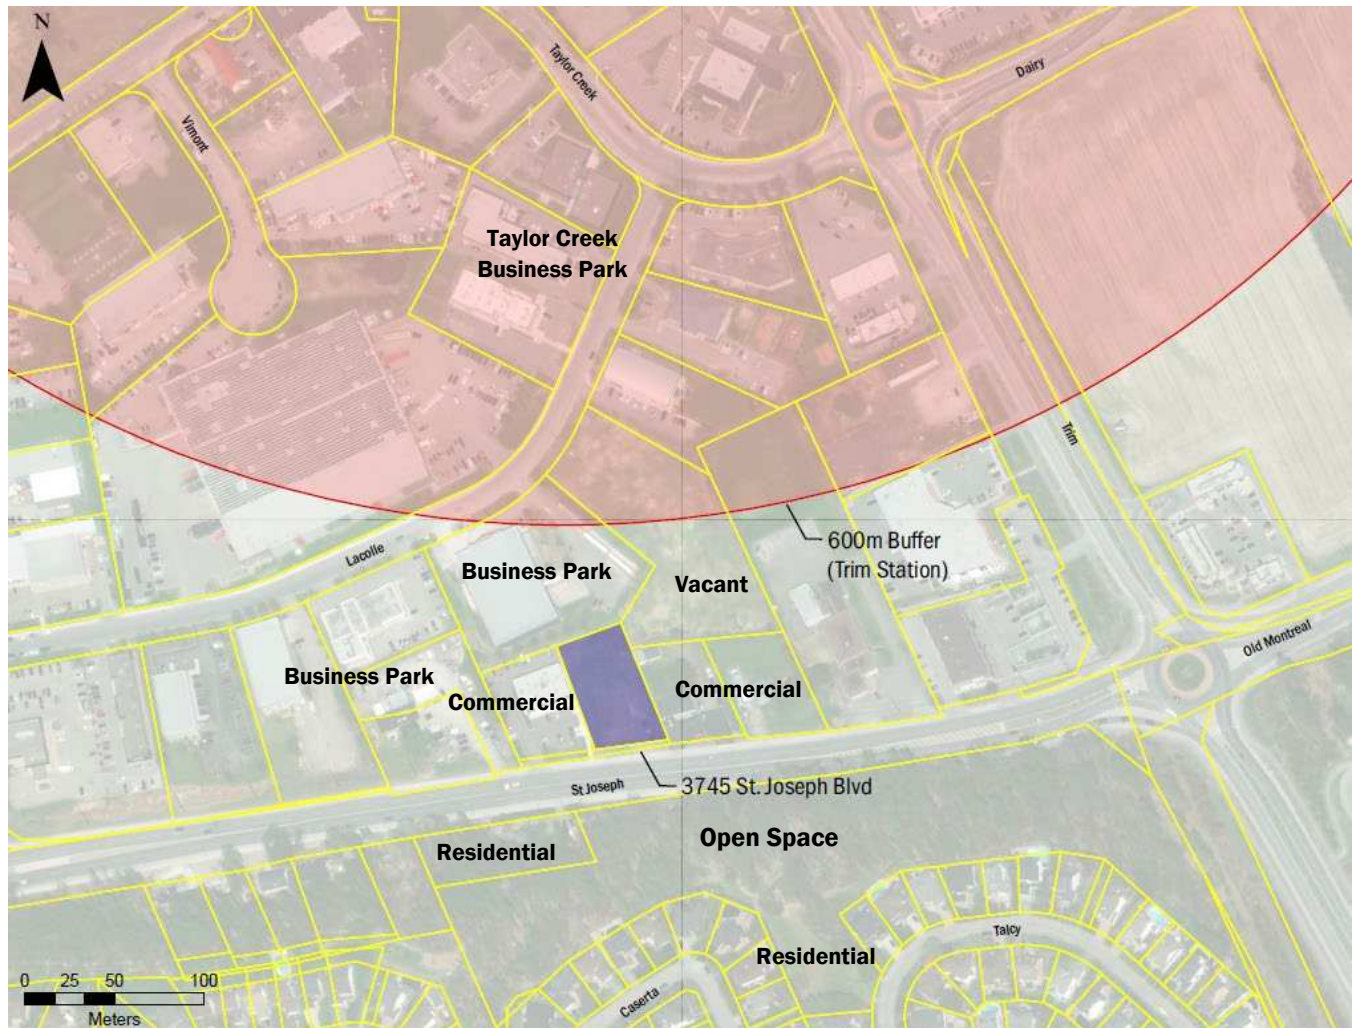 N
Taylor Creek
Dairy
Vimont
Taylor Creek
Business Park
Trim
600m Buffer
(Trim Station)
Lacolle
Business Park
Vacant
Old Montreal
Business Park
Commercial
Commercial
St Joseph
3745 St. Joseph Blvd
Open Space
Residential
Talcy
Residential
0 25 50 100
Meters
Caserta